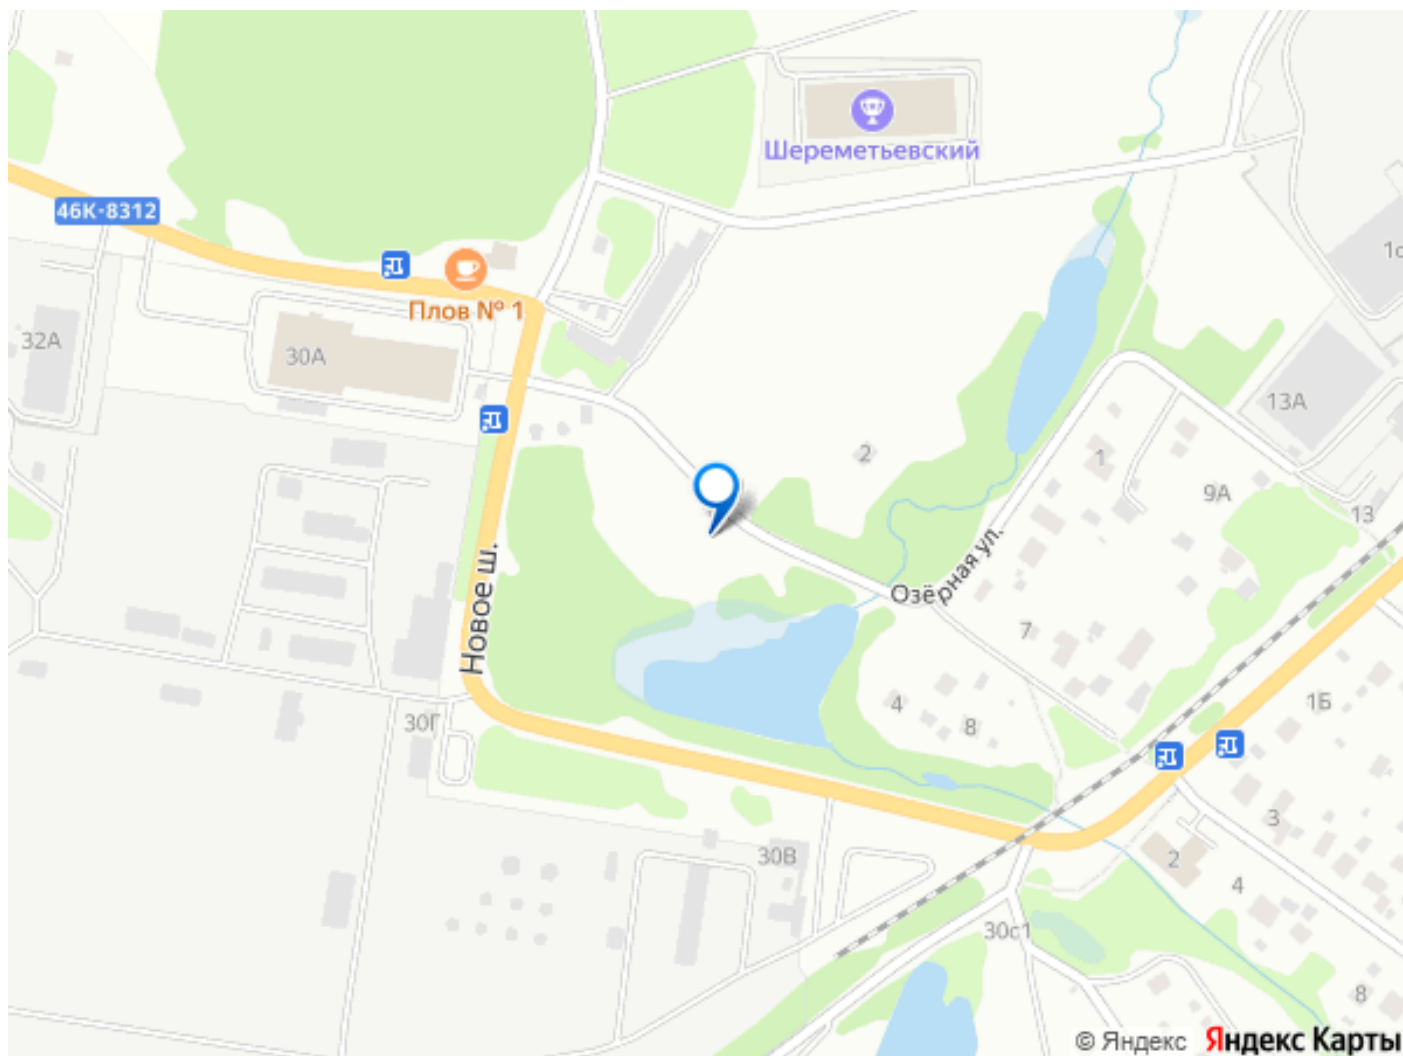 Шереметьевский
46К-8312
1с
Плов № 1
32А
30А
13А
2
1
9А
13
Новое ш.
Озёрная ул.
7
4
8
30Г
1Б
3
30В
2
4
30с1
8
© Яндекс Яндекс Карты